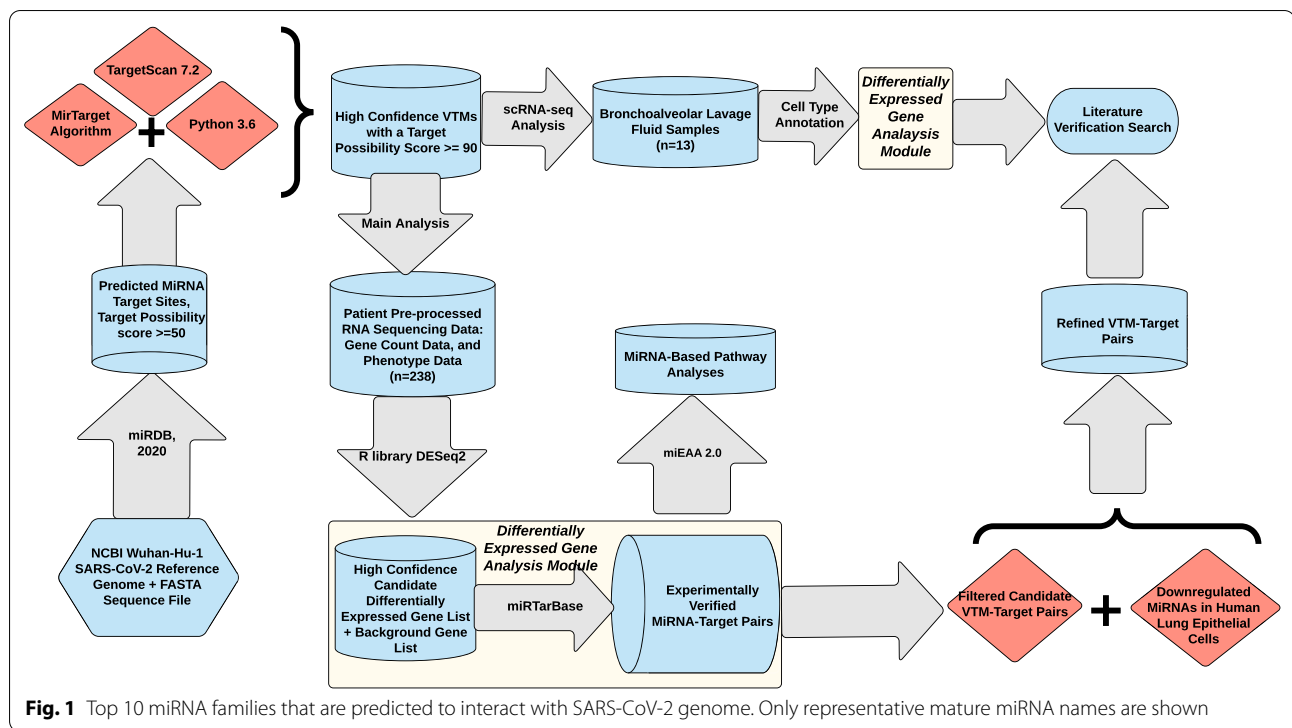 TargetScan 7.2
MirTarget
Algorithm
+
Python 3.6
Predicted MiRNA
Target Sites,
Target Possibility
score >=50
miRDB,
2020
NCBI Wuhan-Hu-1
SARS-CoV-2 Reference
Genome + FASTA
Sequence File
High Confidence VTMs
with a Target
Possibility Score >= 90
scRNA-seq
Analysis
Bronchoalveolar Lavage
Fluid Samples
(n=13)
Cell Type
Annotation
Differentially
Expressed
Gene
Analaysis
Module
Literature
Verification Search
Main Analysis
Patient Pre-processed
RNA Sequencing Data:
Gene Count Data, and
Phenotype Data
(n=238)
R library DESeq2
Differentially
Expressed Gene
Analysis Module
High Confidence
Candidate
Differentially
Expressed Gene List
+ Background Gene
List
miRTarBase
Experimentally
Verified
MiRNA-Target Pairs
miEAA 2.0
MiRNA-Based Pathway
Analyses
Refined VTM-Target
Pairs
Filtered Candidate
VTM-Target Pairs
+
Downregulated
MiRNAs in Human
Lung Epithelial
Cells
Fig. 1 Top 10 miRNA families that are predicted to interact with SARS-CoV-2 genome. Only representative mature miRNA names are shown